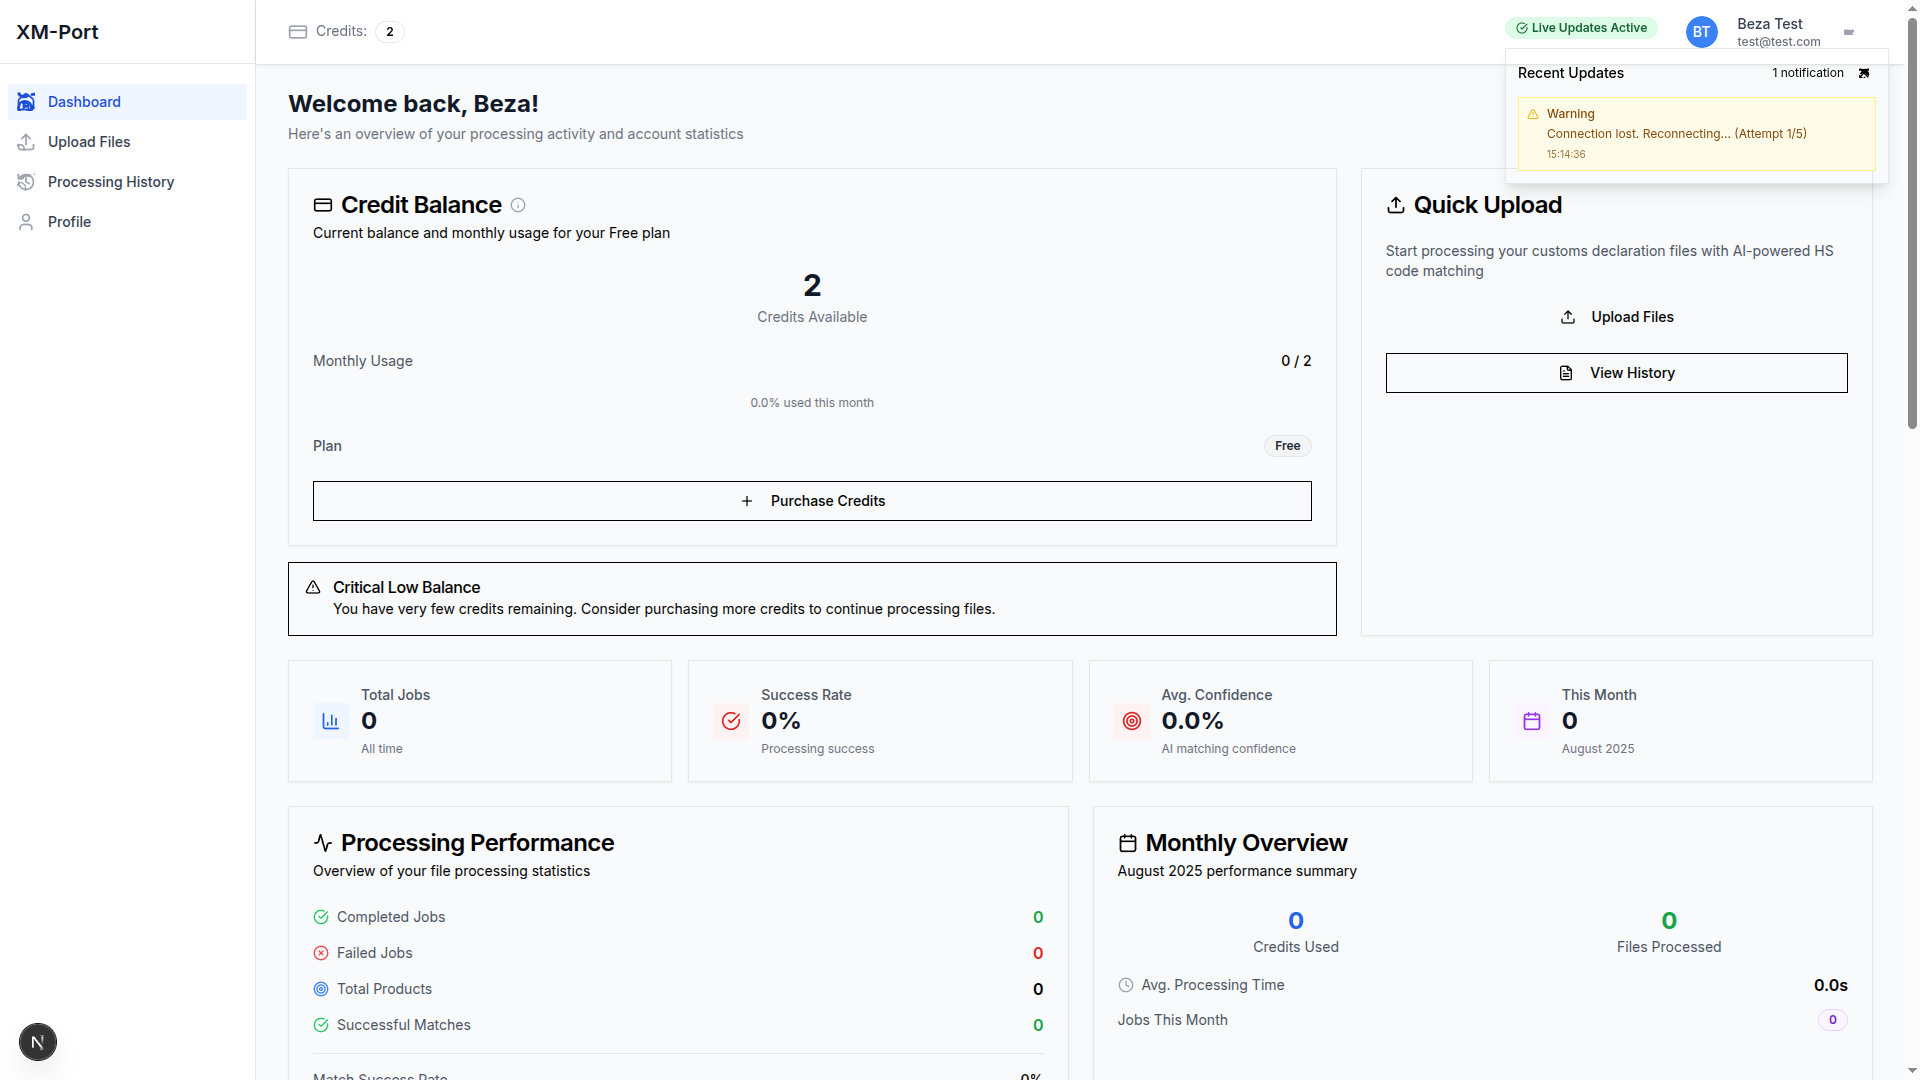 XM-Port
Credits: 2
Live Updates Active
BT
Beza Test
test@test.com
Recent Updates
1 notification
Warning
Connection lost. Reconnecting... (Attempt 1/5)
15:14:36
Dashboard
Upload Files
Processing History
Profile
Welcome back, Beza!
Here's an overview of your processing activity and account statistics
Credit Balance
Current balance and monthly usage for your Free plan
2
Credits Available
Monthly Usage
0 / 2
0.0% used this month
Plan
Free
Purchase Credits
Quick Upload
Start processing your customs declaration files with AI-powered HS
code matching
Upload Files
View History
Critical Low Balance
You have very few credits remaining. Consider purchasing more credits to continue processing files.
Total Jobs
0
All time
Success Rate
0%
Processing success
Avg. Confidence
0.0%
AI matching confidence
This Month
0
August 2025
Processing Performance
Overview of your file processing statistics
Completed Jobs
0
Failed Jobs
0
Total Products
0
Successful Matches
0
Match Success Rate
0%
Monthly Overview
August 2025 performance summary
0
Credits Used
0
Files Processed
Avg. Processing Time
0.0s
Jobs This Month
0
N